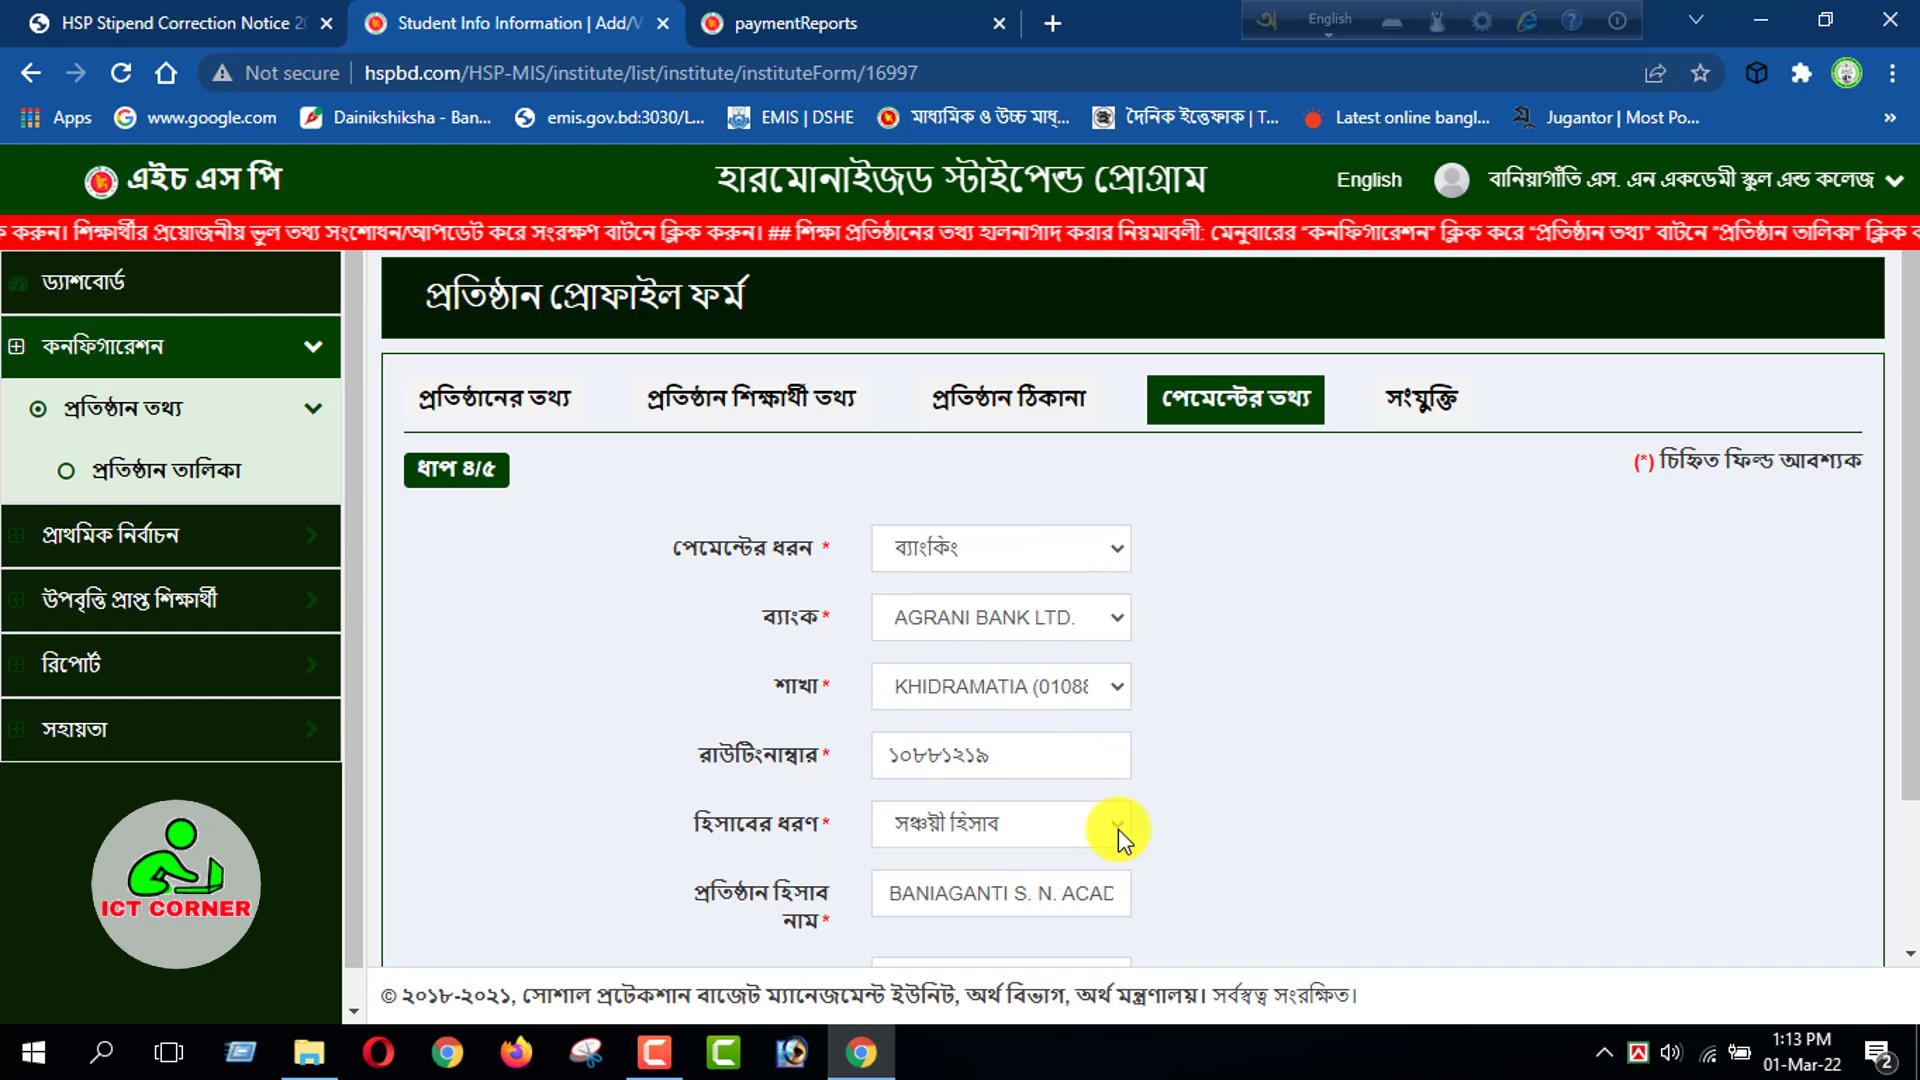 HSP Stipend Correction Notice 2
Student Info Information | Add/V
paymentReports
English
Not secure
hspbd.com/HSP-MIS/institute/list/institute/instituteForm/16997
Apps
www.google.com
Dainikshiksha - Ban...
emis.gov.bd:3030/L...
EMIS | DSHE
মাধ্যমিক ও উচ্চ মাধ্...
দৈনিক ইত্তেফাক | T...
Latest online bangl...
Jugantor | Most Po...
»
এইচ এস পি
হারমোনাইজড স্টাইপেন্ড প্রোগ্রাম
English
বানিয়াগাঁতি এস. এন একডেমী স্কুল এন্ড কলেজ
ক করুন। শিক্ষার্থীর প্রয়োজনীয় ভুল তথ্য সংশোধন/আপডেট করে সংরক্ষণ বাটনে ক্লিক করুন। ## শিক্ষা প্রতিষ্ঠানের তথ্য হালনাগাদ করার নিয়মাবলী: মেনুবারের "কনফিগারেশন" ক্লিক করে "প্রতিষ্ঠান তথ্য" বাটনে "প্রতিষ্ঠান তালিকা" ক্লিক ক
ড্যাশবোর্ড
কনফিগারেশন
প্রতিষ্ঠান তথ্য
প্রতিষ্ঠান তালিকা
প্রাথমিক নির্বাচন
উপবৃত্তি প্রাপ্ত শিক্ষার্থী
রিপোর্ট
সহায়তা
ICT CORNER
প্রতিষ্ঠান প্রোফাইল ফর্ম
প্রতিষ্ঠানের তথ্য
প্রতিষ্ঠান শিক্ষার্থী তথ্য
প্রতিষ্ঠান ঠিকানা
পেমেন্টের তথ্য
সংযুক্তি
ধাপ ৪/৫
(*) চিহ্নিত ফিল্ড আবশ্যক
পেমেন্টের ধরন *
ব্যাংকিং
ব্যাংক*
AGRANI BANK LTD.
শাখা*
KHIDRAMATIA (01088
রাউটিংনাম্বার*
১০৮৮১২১৯
হিসাবের ধরণ*
সঞ্চয়ী হিসাব
প্রতিষ্ঠান হিসাব
নাম*
BANIAGANTI S. N. ACAD
© ২০১৮-২০২১, সোশাল প্রটেকশান বাজেট ম্যানেজমেন্ট ইউনিট, অর্থ বিভাগ, অর্থ মন্ত্রণালয়। সর্বস্বত্ব সংরক্ষিত।
1:13 PM
01-Mar-22
2